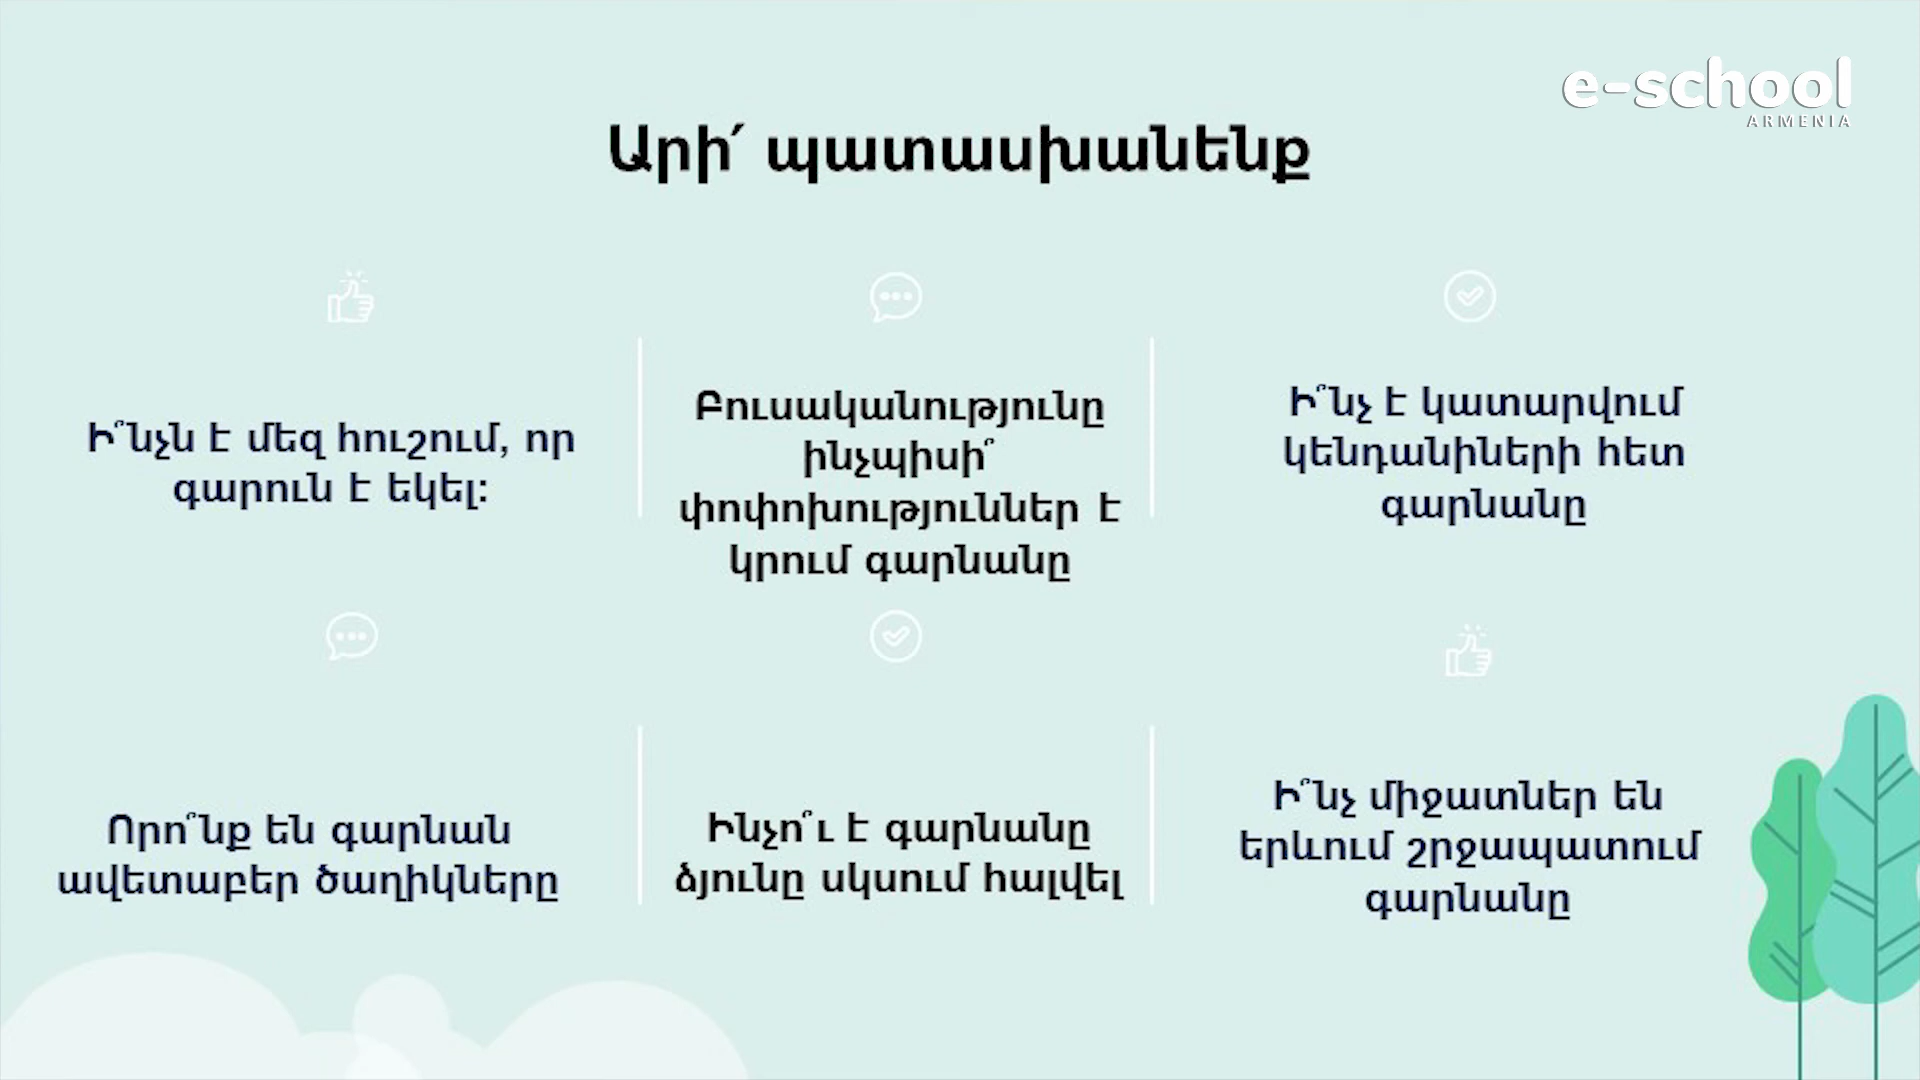 e-school
ARMENIA
Արի՛ պատասխանենք
Ի՞նչն է մեզ հուշում, որ
գարուն է եկել:
Բուսականությունը
ինչպիսի՞
փոփոխություններ է
կրում գարնանը
Ի՞նչ է կատարվում
կենդանիների հետ
գարնանը
Որո՞նք են գարնան
ավետաբեր ծաղիկները
Ինչո՞ւ է գարնանը
ձյունը սկսում հալվել
Ի՞նչ միջատներ են
երևում շրջապատում
գարնանը